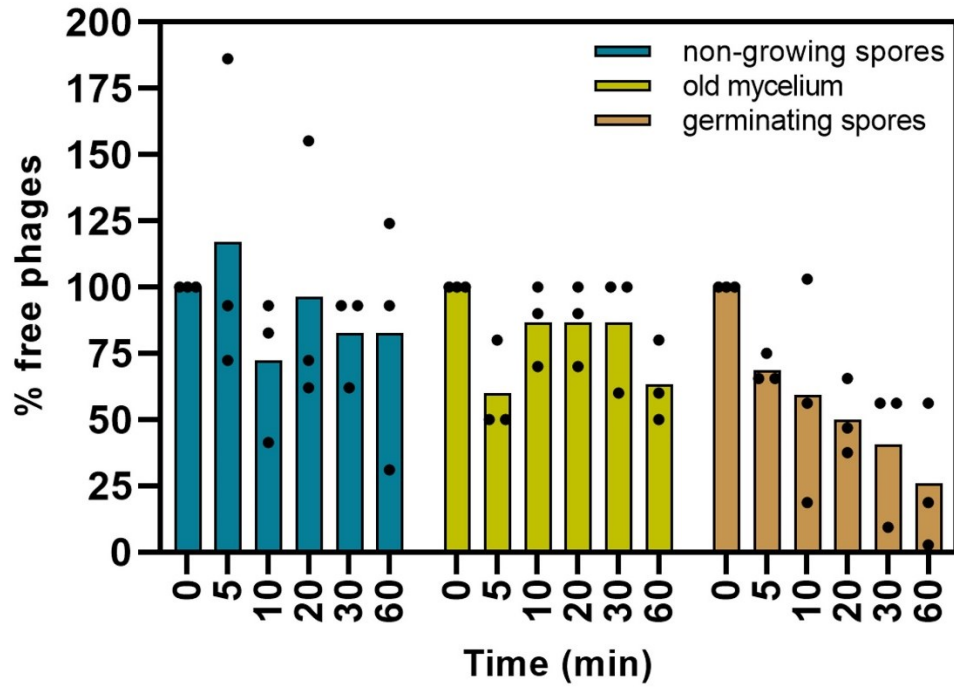 200
175
150
125
100
75
50
25
0
% free phages
non-growing spores
old mycelium
germinating spores
0 5 10 20 30 60 0 5 10 20 30 60 0 5 10 20 30 60
Time (min)